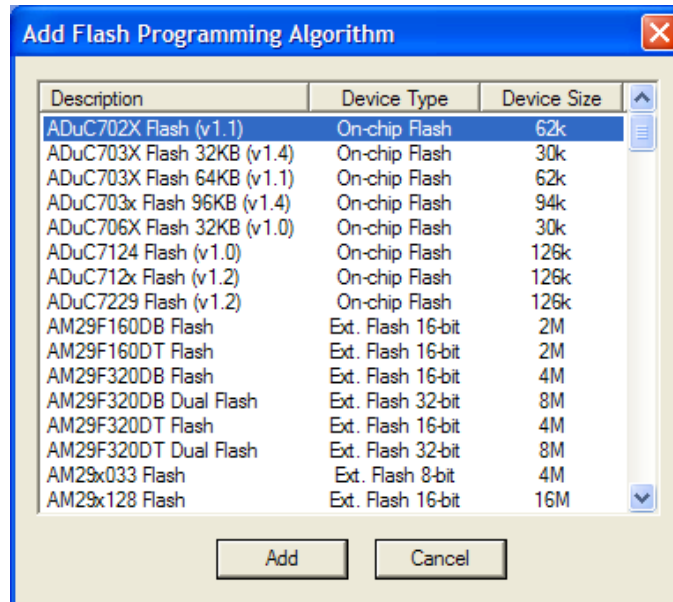 Add Flash Programming Algorithm
Description Device Type Device Size
ADuC702X Flash (v1.1) On-chip Flash 62k
ADuC703X Flash 32KB (v1.4) On-chip Flash 30k
ADuC703X Flash 64KB (v1.1) On-chip Flash 62k
ADuC703x Flash 96KB (v1.4) On-chip Flash 94k
ADuC706X Flash 32KB (v1.0) On-chip Flash 30k
ADuC7124 Flash (v1.0) On-chip Flash 126k
ADuC712x Flash (v1.2) On-chip Flash 126k
ADuC7229 Flash (v1.2) On-chip Flash 126k
AM29F160DB Flash Ext. Flash 16-bit 2M
AM29F160DT Flash Ext. Flash 16-bit 2M
AM29F320DB Flash Ext. Flash 16-bit 4M
AM29F320DB Dual Flash Ext. Flash 32-bit 8M
AM29F320DT Flash Ext. Flash 16-bit 4M
AM29F320DT Dual Flash Ext. Flash 32-bit 8M
AM29x033 Flash Ext. Flash 8-bit 4M
AM29x128 Flash Ext. Flash 16-bit 16M
Add Cancel